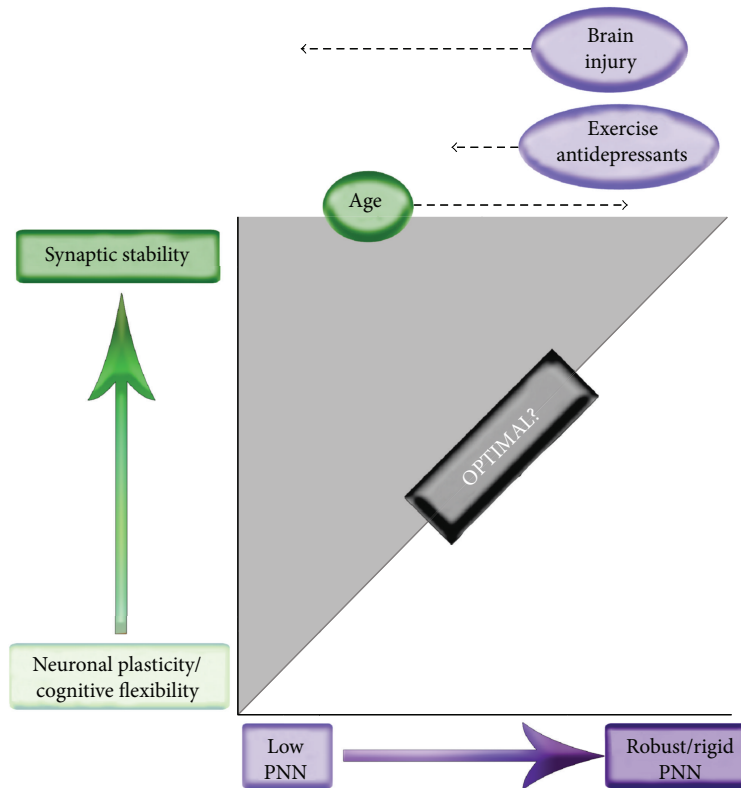 Brain
injury
Exercise
antidepressants
Age
Synaptic stability
OPTIMAL?
Neuronal plasticity/
cognitive flexibility
Low
PNN
Robust/rigid
PNN